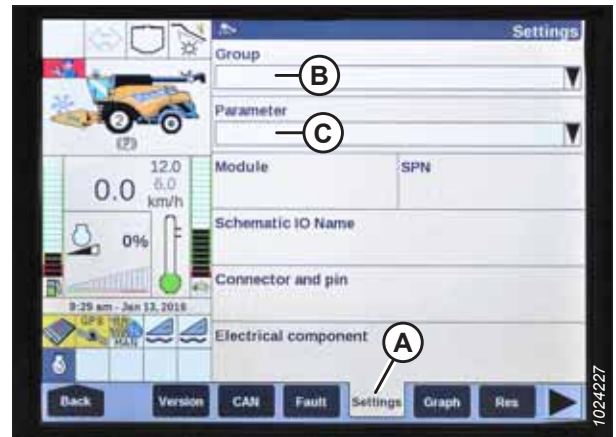 Settings
Group
B
Parameter
C
2
(P)
12.0
6.0
0.0 km/h
Module SPN
0%
Schematic IO Name
Connector and pin
9:29 am - Jan 13, 2016
GPS
MAN
Electrical component
A
Back Version CAN Fault Settings Graph Res
1024227